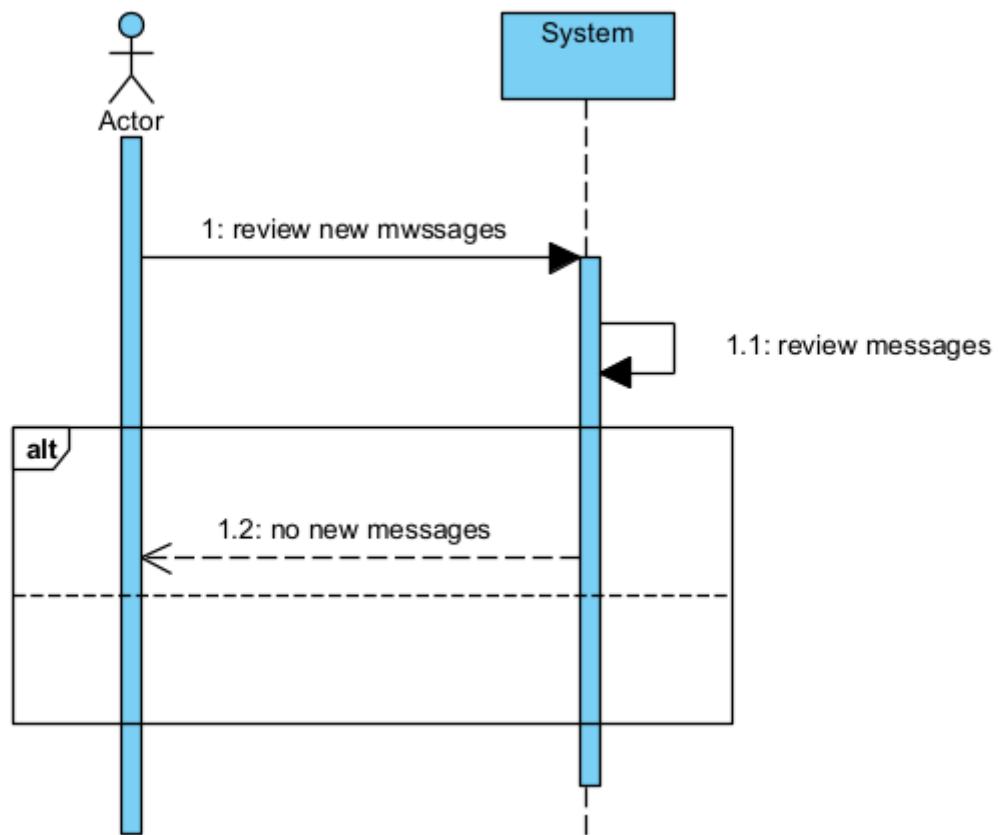 System
Actor
1: review new mwssages
1.1: review messages
alt
1.2: no new messages